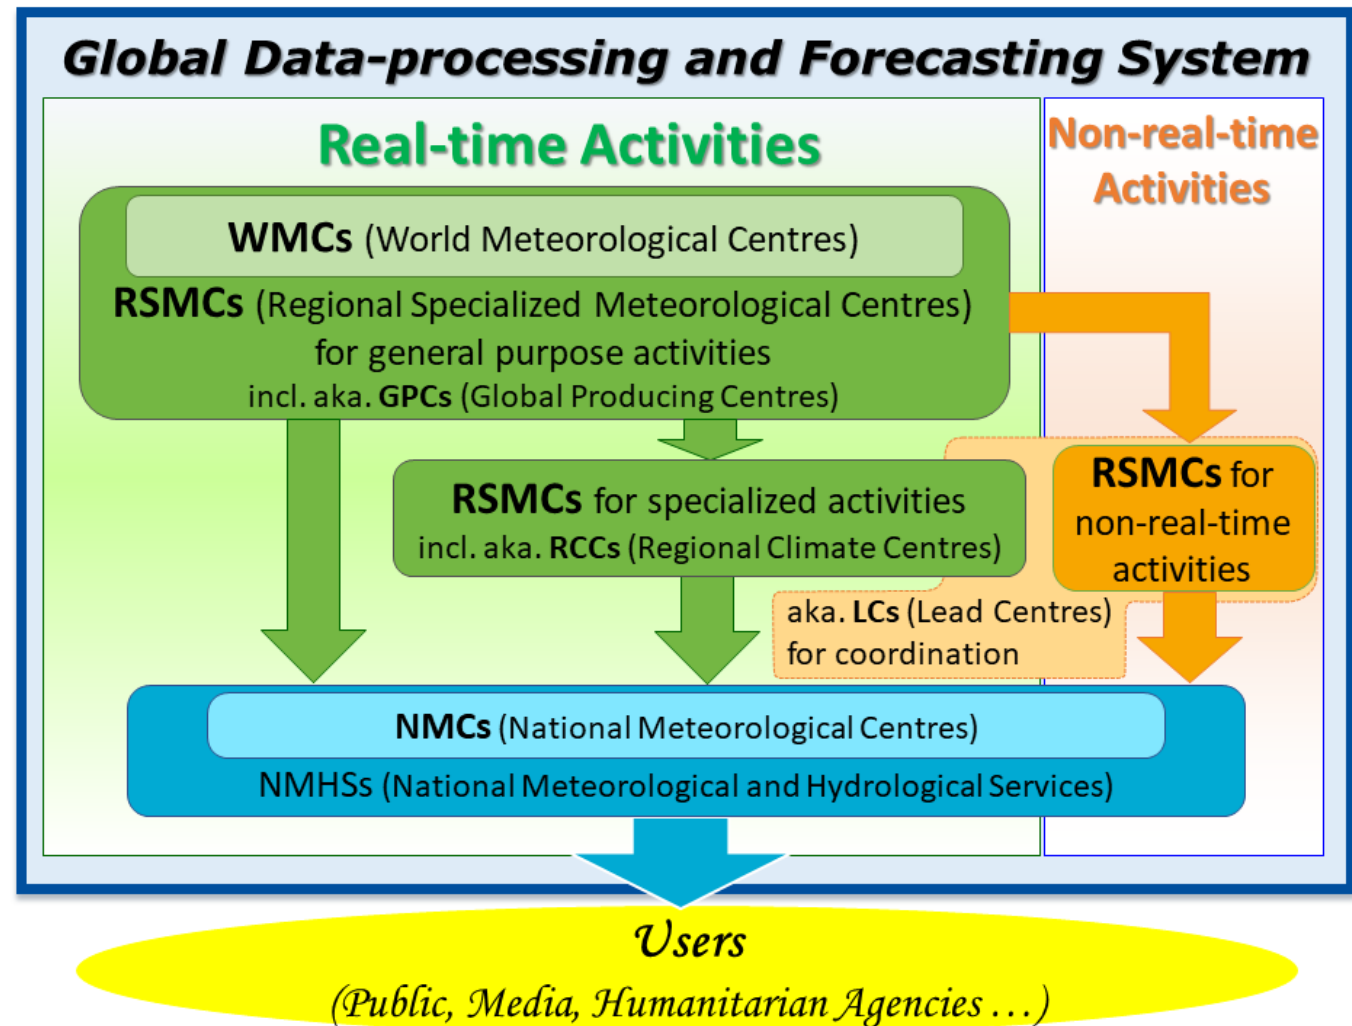 Global Data-processing and Forecasting System
Real-time Activities
Non-real-time
Activities
WMCs (World Meteorological Centres)
RSMCs (Regional Specialized Meteorological Centres)
for general purpose activities
incl. aka. GPCs (Global Producing Centres)
RSMCs for specialized activities
incl. aka. RCCs (Regional Climate Centres)
RSMCs for
non-real-time
activities
aka. LCs (Lead Centres)
for coordination
NMCs (National Meteorological Centres)
NMHSs (National Meteorological and Hydrological Services)
Users
(Public, Media, Humanitarian Agencies ...)